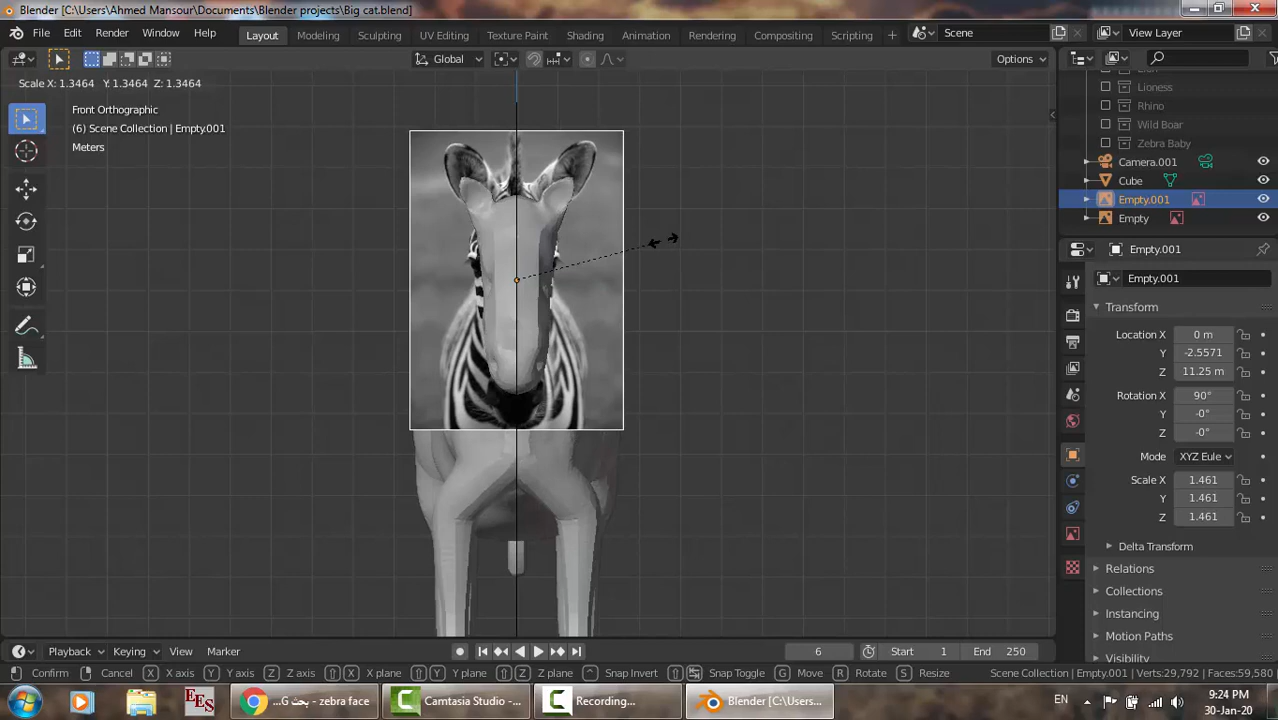 Blender [C:\Users\Ahmed Mansour\Documents\Blender projects\Big cat.blend]
File Edit Render Window Help Layout Modeling Sculpting UV Editing Texture Paint Shading Animation Rendering Compositing Scripting Scene View Layer
Global Options
Scale X: 1.3464 Y: 1.3464 Z: 1.3464
Front Orthographic
(6) Scene Collection | Empty.001
Meters
Lioness
Rhino
Wild Boar
Zebra Baby
Camera.001
Cube
Empty.001
Empty
Empty.001
Empty.001
Transform
Location X 0 m
Y -2.5571
Z 11.25 m
Rotation X 90°
Y -0°
Z -0°
Mode XYZ Eule
Scale X 1.461
Y 1.461
Z 1.461
Delta Transform
Relations
Collections
Instancing
Motion Paths
Visibility
Playback Keying View Marker 6 Start 1 End 250
Confirm Cancel X X axis Y Y axis Z Z axis X X plane Y Y plane Z Z plane Snap Invert Snap Toggle G Move R Rotate S Resize Scene Collection | Empty.001 | Verts:29,792 | Faces:59,580
EES ...G بحث - zebra face Camtasia Studio - ... Recording... Blender [C:\Users... EN 9:24 PM
30-Jan-20